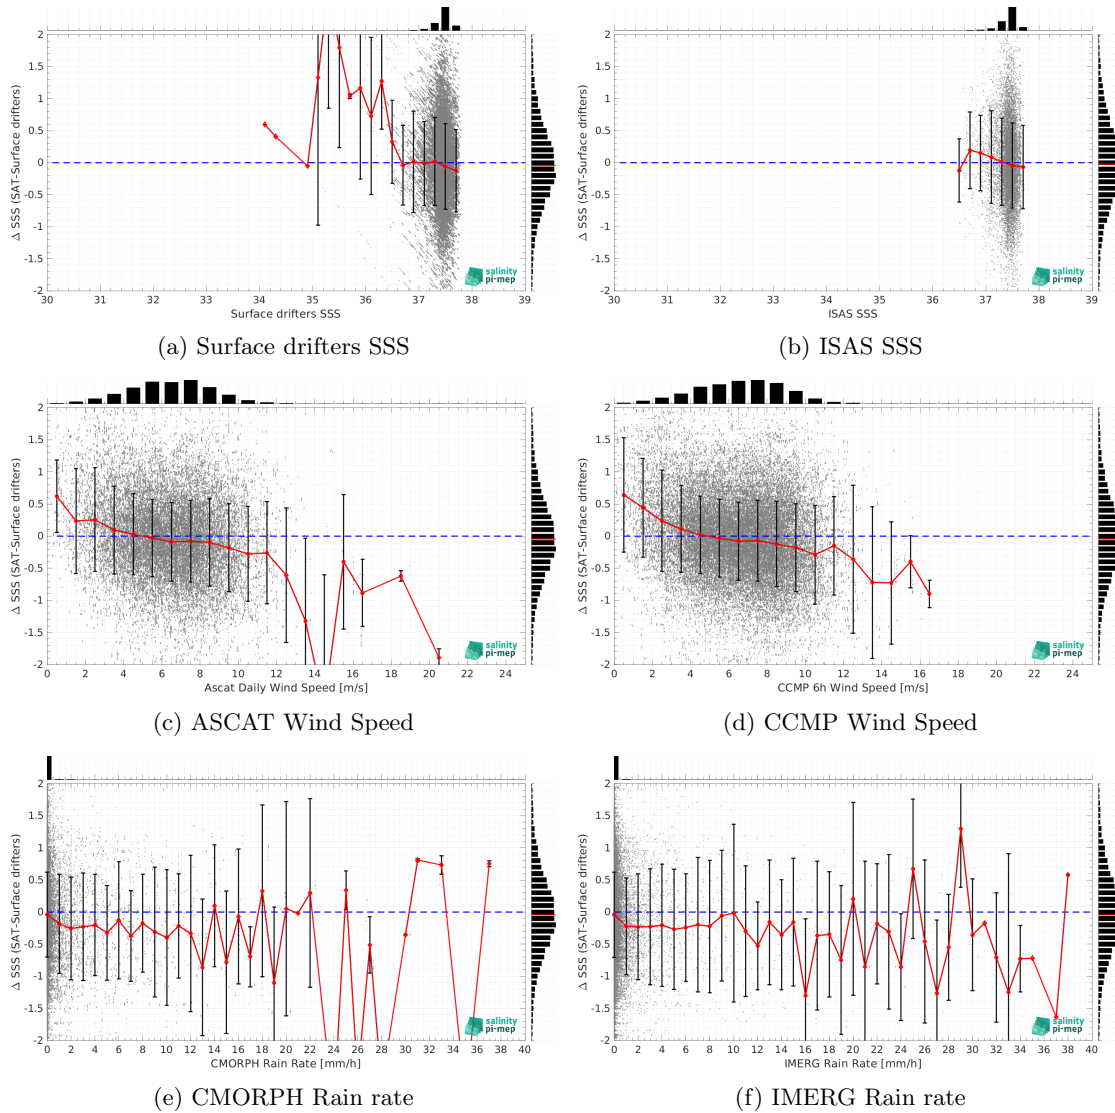 2
1.5
1
0.5
0
-0.5
-1
-1.5
-2
Δ SSS (SAT-Surface drifters)
30 31 32 33 34 35 36 37 38 39
Surface drifters SSS
salinity
pi-mep
(a) Surface drifters SSS
2
1.5
1
0.5
0
-0.5
-1
-1.5
-2
Δ SSS (SAT-Surface drifters)
30 31 32 33 34 35 36 37 38 39
ISAS SSS
salinity
pi-mep
(b) ISAS SSS
2
1.5
1
0.5
0
-0.5
-1
-1.5
-2
Δ SSS (SAT-Surface drifters)
0 2 4 6 8 10 12 14 16 18 20 22 24
Ascat Daily Wind Speed [m/s]
salinity
pi-mep
(c) ASCAT Wind Speed
2
1.5
1
0.5
0
-0.5
-1
-1.5
-2
Δ SSS (SAT-Surface drifters)
0 2 4 6 8 10 12 14 16 18 20 22 24
CCMP 6h Wind Speed [m/s]
salinity
pi-mep
(d) CCMP Wind Speed
2
1.5
1
0.5
0
-0.5
-1
-1.5
-2
Δ SSS (SAT-Surface drifters)
0 2 4 6 8 10 12 14 16 18 20 22 24 26 28 30 32 34 36 38 40
CMORPH Rain Rate [mm/h]
salinity
pi-mep
(e) CMORPH Rain rate
2
1.5
1
0.5
0
-0.5
-1
-1.5
-2
Δ SSS (SAT-Surface drifters)
0 2 4 6 8 10 12 14 16 18 20 22 24 26 28 30 32 34 36 38 40
IMERG Rain Rate [mm/h]
salinity
pi-mep
(f) IMERG Rain rate